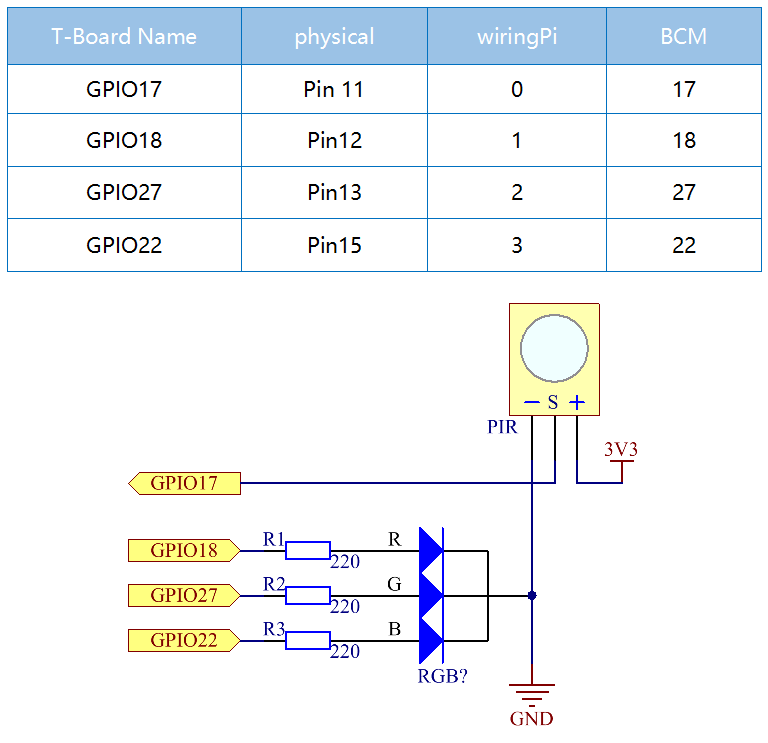 T-Board Name physical wiringPi BCM
GPIO17 Pin 11 0 17
GPIO18 Pin12 1 18
GPIO27 Pin13 2 27
GPIO22 Pin15 3 22
− S +
PIR
3V3
GPIO17
GPIO18 R1 220 R
GPIO27 R2 220 G
GPIO22 R3 220 B
RGB?
GND